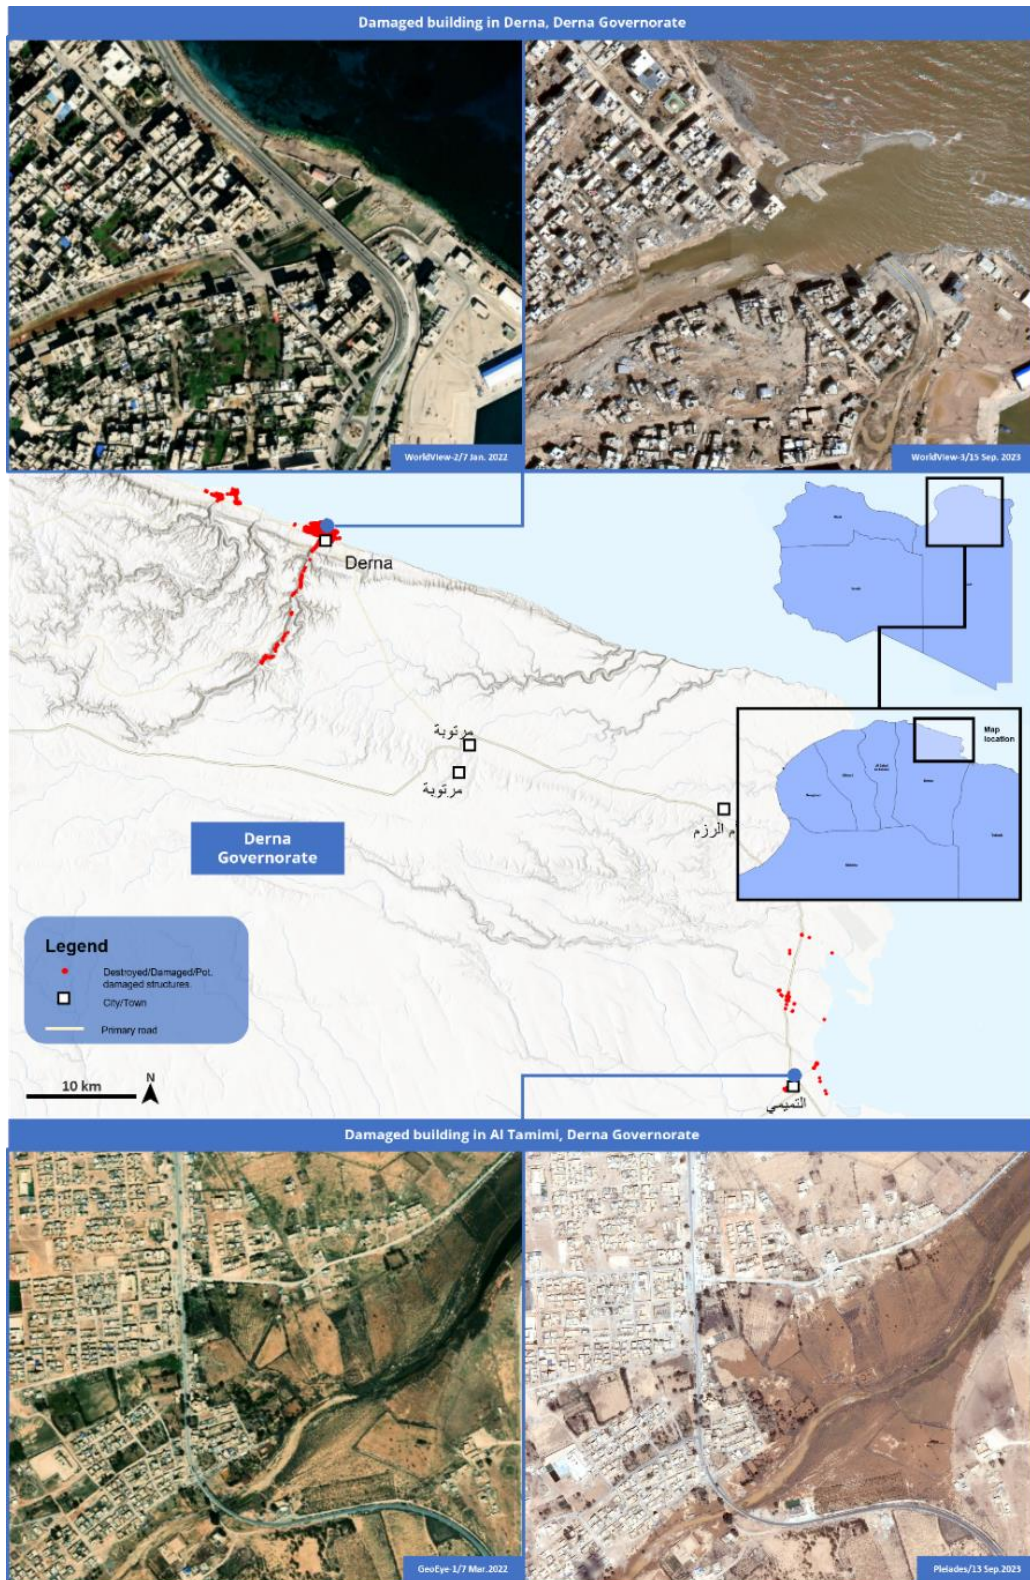 Damaged building in Derna, Derna Governorate
WorldView-2/7 Jan. 2022
WorldView-3/15 Sep. 2023
Derna
مرتوبة
مرتوبة
م الرزم
Map
location
Derna
Governorate
Legend
Destroyed/Damaged/Pot.
damaged structures.
City/Town
Primary road
10 km
N
التميمي
Damaged building in Al Tamimi, Derna Governorate
GeoEye-1/7 Mar.2022
Pleiades/13 Sep.2023